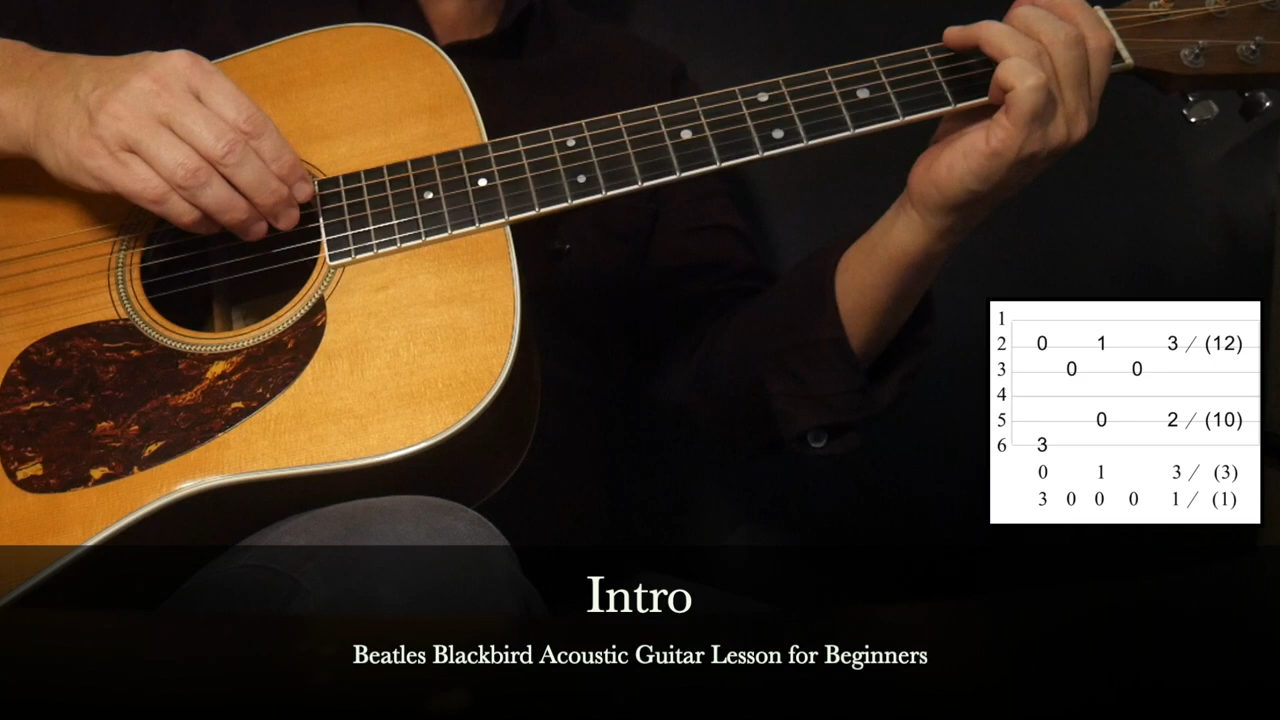 1
2 0 1 3 / (12)
3 0 0
4
5 0 2 / (10)
6 3
0 1 3 / (3)
3 0 0 0 1 / (1)
Intro
Beatles Blackbird Acoustic Guitar Lesson for Beginners